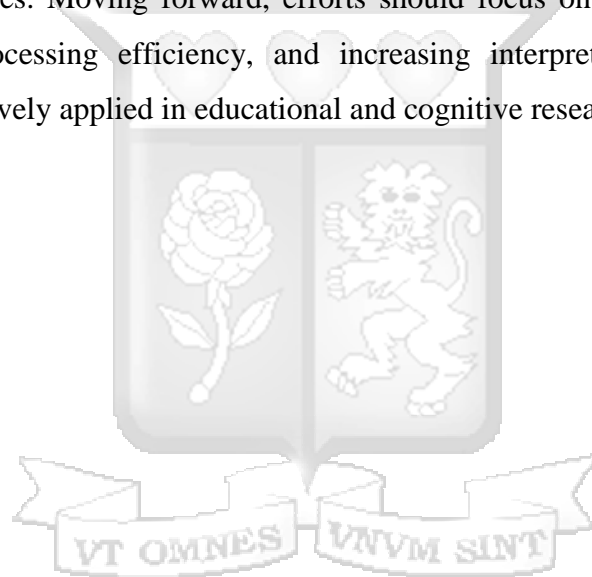 es. Moving forward, efforts should focus on
ocessing efficiency, and increasing interpret
vely applied in educational and cognitive resea
VT OMNES VNVM SINT